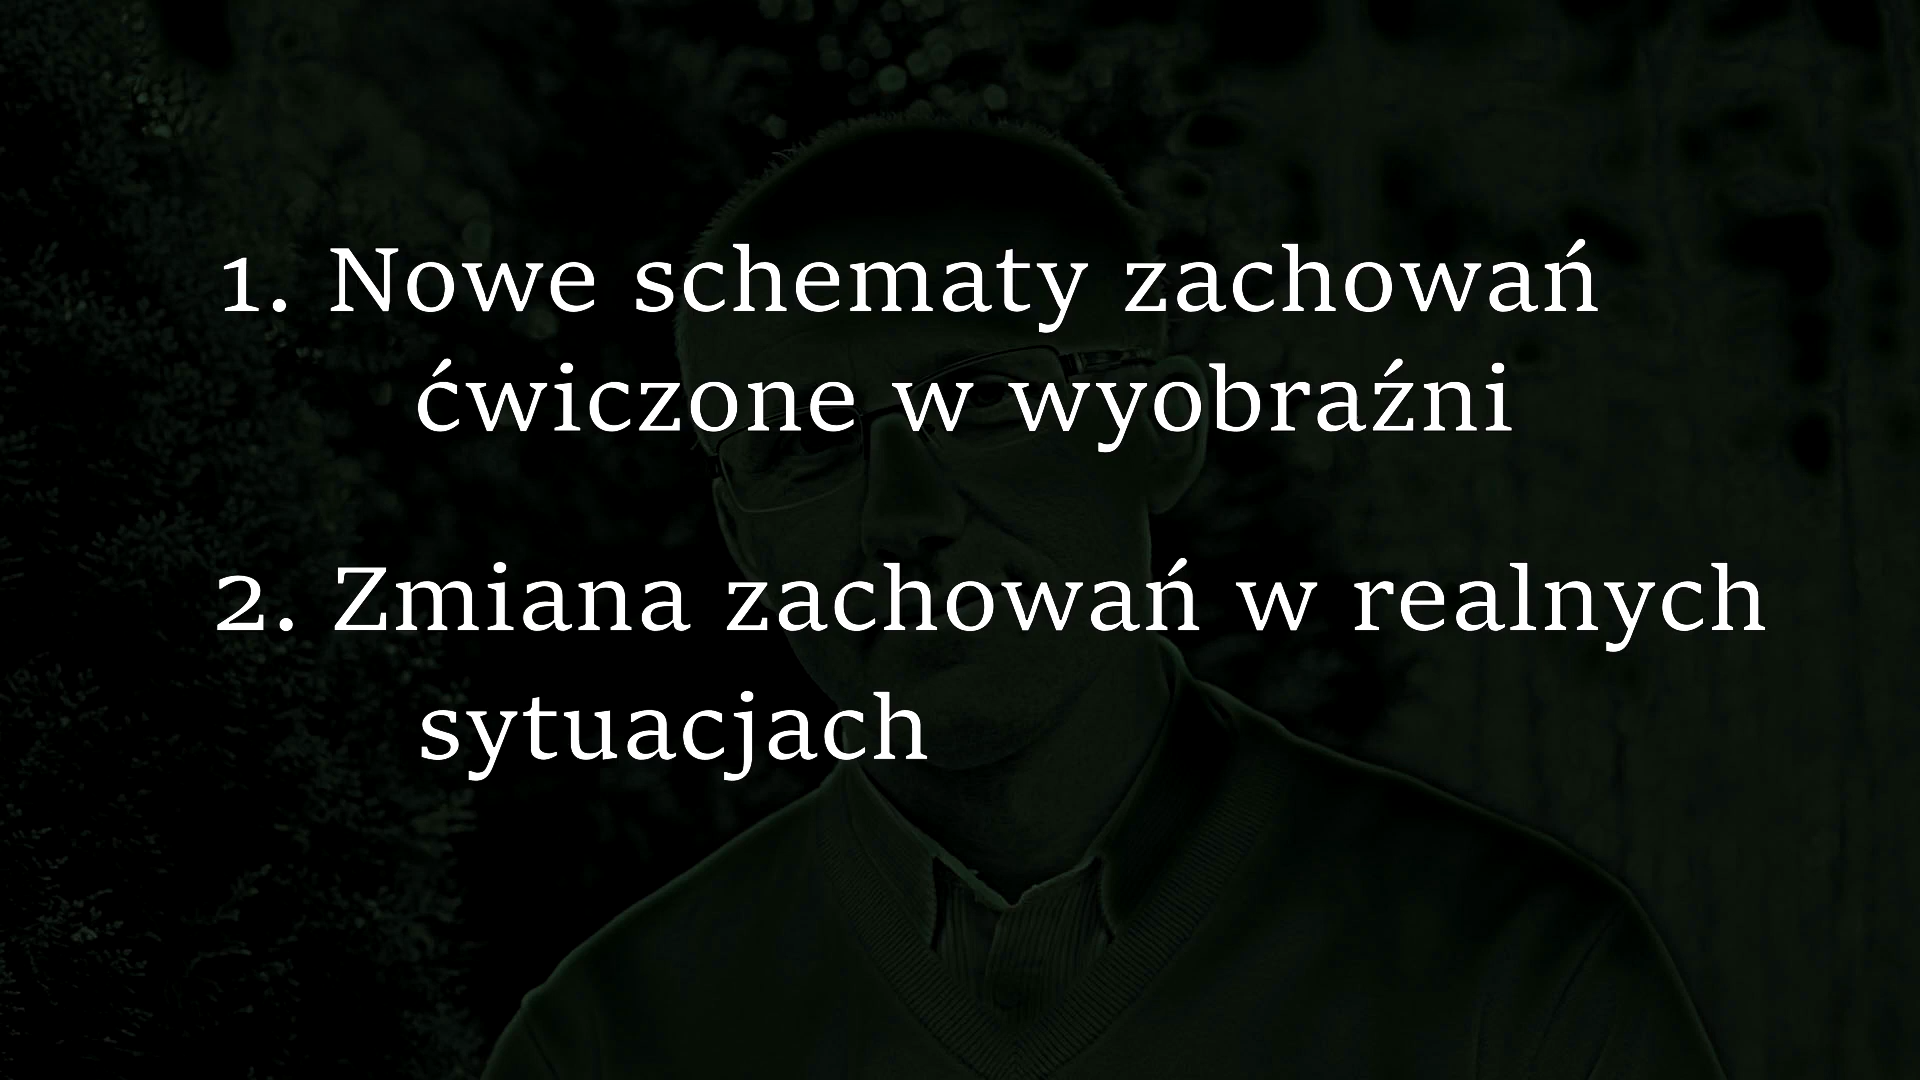 1. Nowe schematy zachowań
ćwiczone w wyobraźni
2. Zmiana zachowań w realnych
sytuacjach